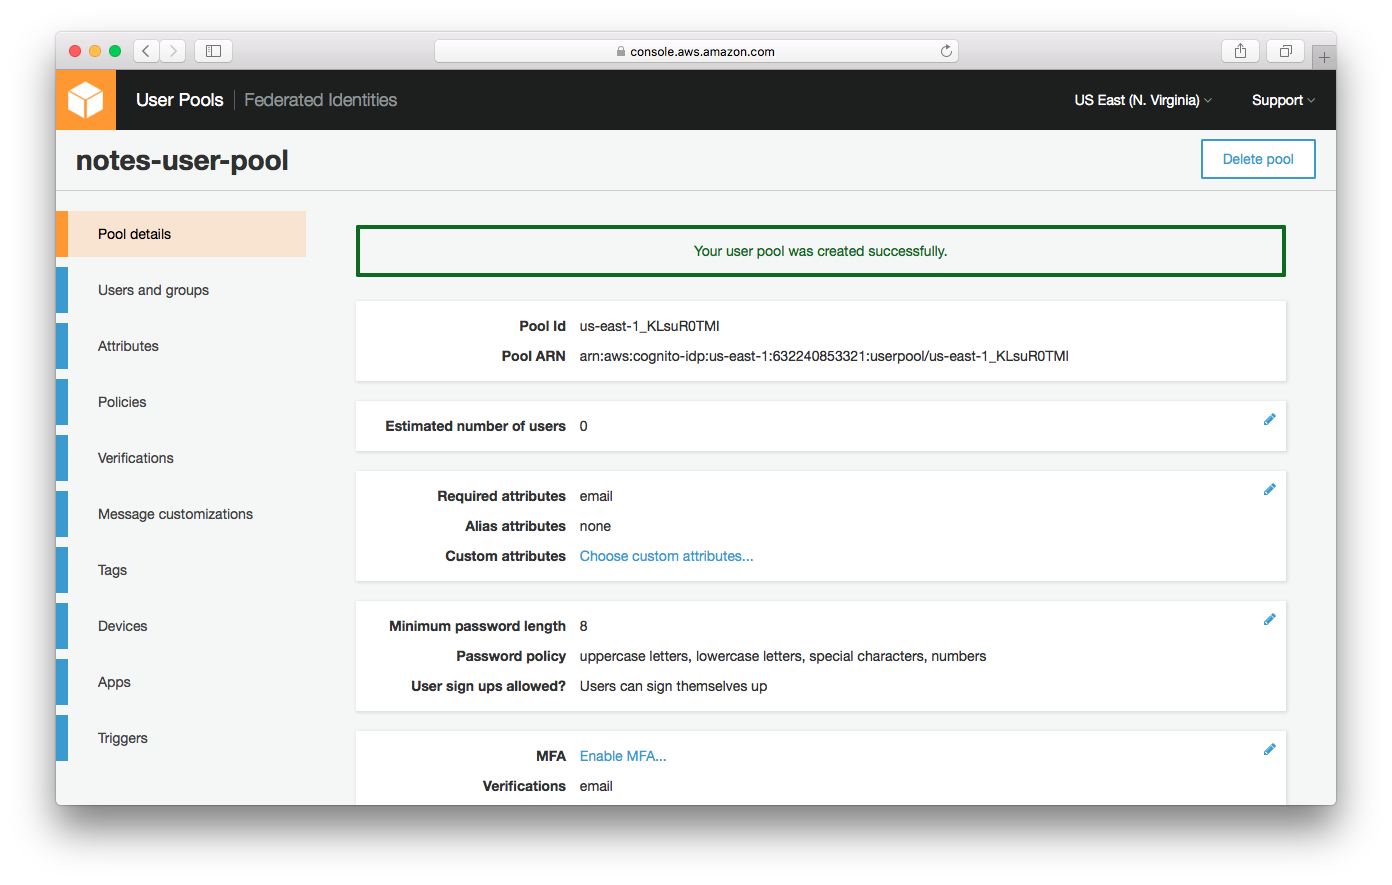 console.aws.amazon.com
User Pools Federated Identities US East (N. Virginia) Support
notes-user-pool Delete pool
Pool details
Users and groups
Attributes
Policies
Verifications
Message customizations
Tags
Devices
Apps
Triggers
Your user pool was created successfully.
Pool Id us-east-1_KLsuR0TMI
Pool ARN arn:aws:cognito-idp:us-east-1:632240853321:userpool/us-east-1_KLsuR0TMI
Estimated number of users 0
Required attributes email
Alias attributes none
Custom attributes Choose custom attributes...
Minimum password length 8
Password policy uppercase letters, lowercase letters, special characters, numbers
User sign ups allowed? Users can sign themselves up
MFA Enable MFA...
Verifications email